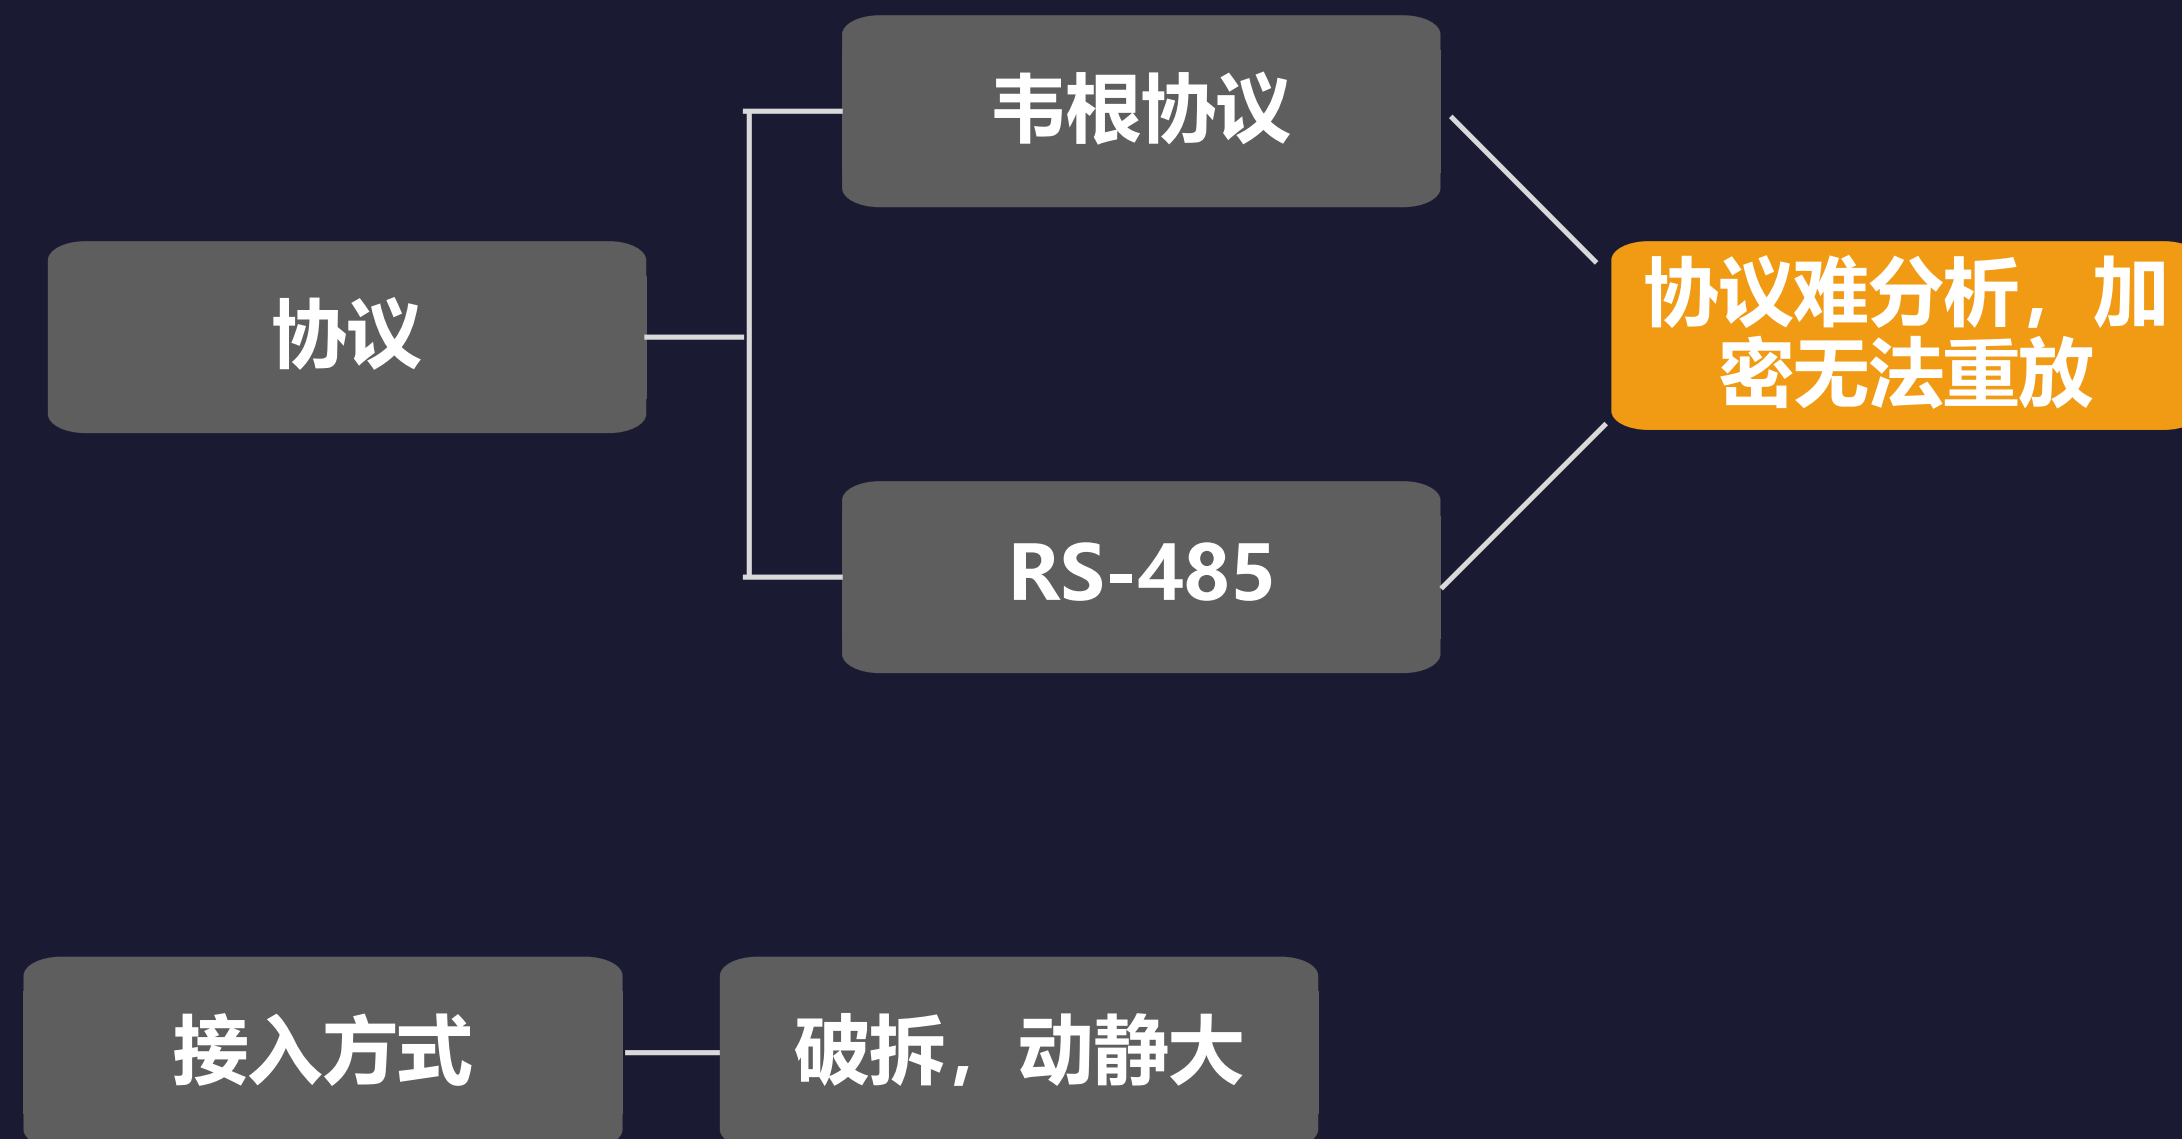 韦根协议
协议
协议难分析，加
密无法重放
RS-485
接入方式
破拆，动静大